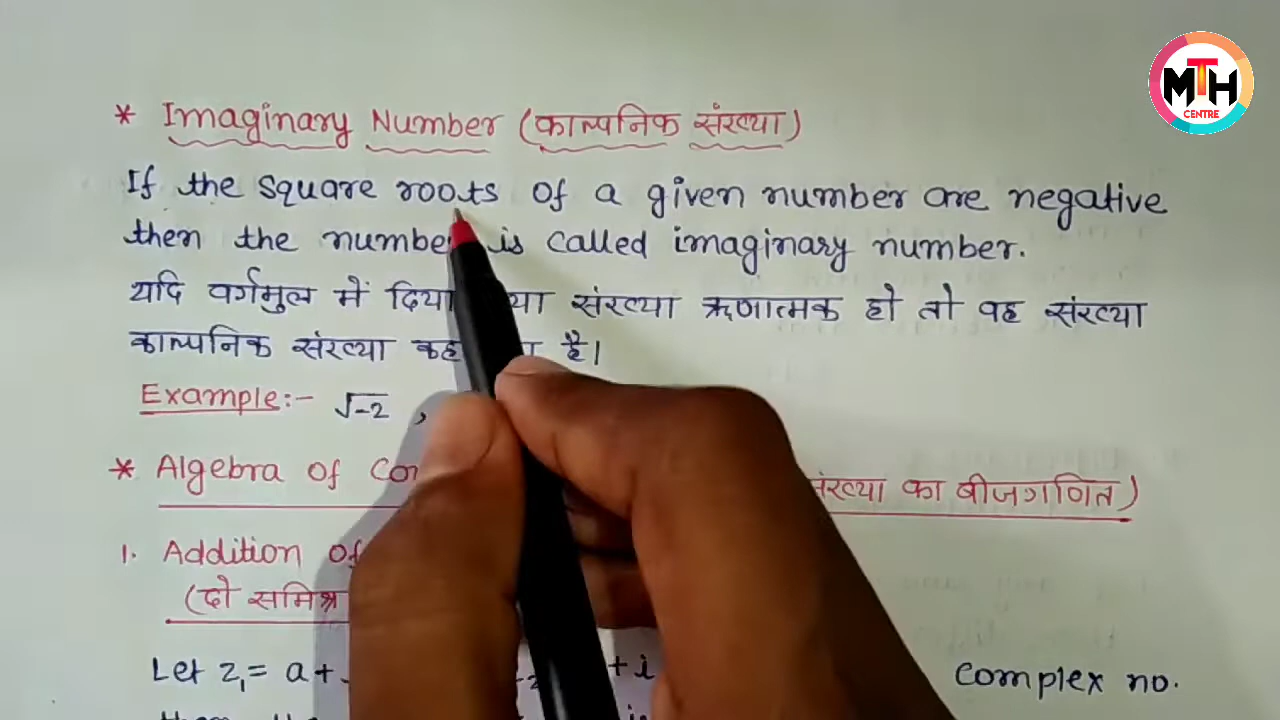 MTH
CENTRE
* Imaginary Number (काल्पनिक संख्या)
If the square roots of a given number are negative
then the number is called imaginary number.
यदि वर्गमुल में दिया या संख्या ऋणात्मक हो तो वह संख्या
काल्पनिक संख्या कह है।
Example:- √-2 ,
* Algebra of संख्या का बीजगणित)
1. Addition of
(दो समिश्र
Let z₁= a+ +i complex no.